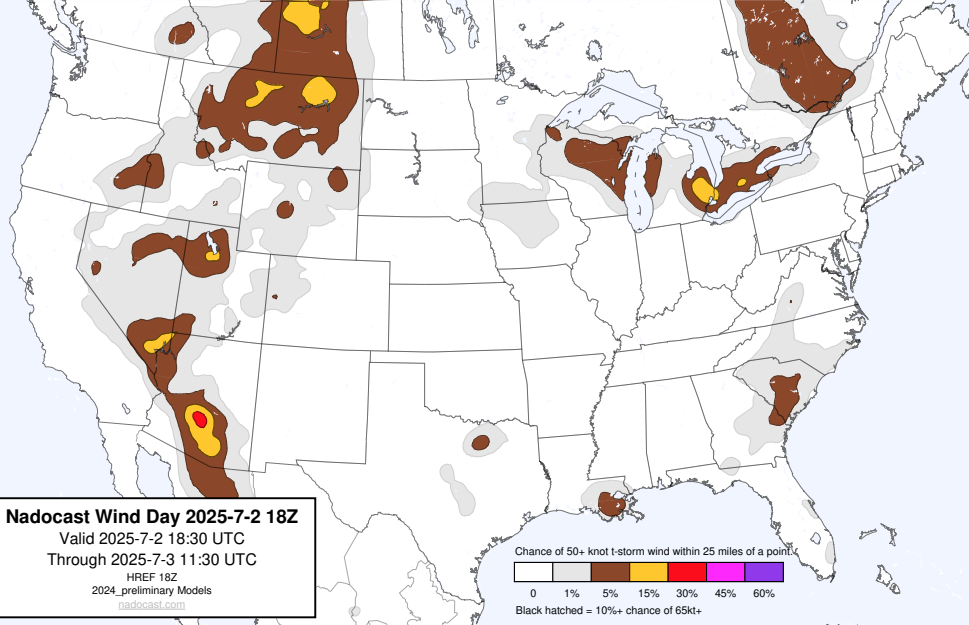 Nadocast Wind Day 2025-7-2 18Z
Valid 2025-7-2 18:30 UTC
Through 2025-7-3 11:30 UTC
HREF 18Z
2024_preliminary Models
nadocast.com
Chance of 50+ knot t-storm wind within 25 miles of a point.
0 1% 5% 15% 30% 45% 60%
Black hatched = 10%+ chance of 65kt+